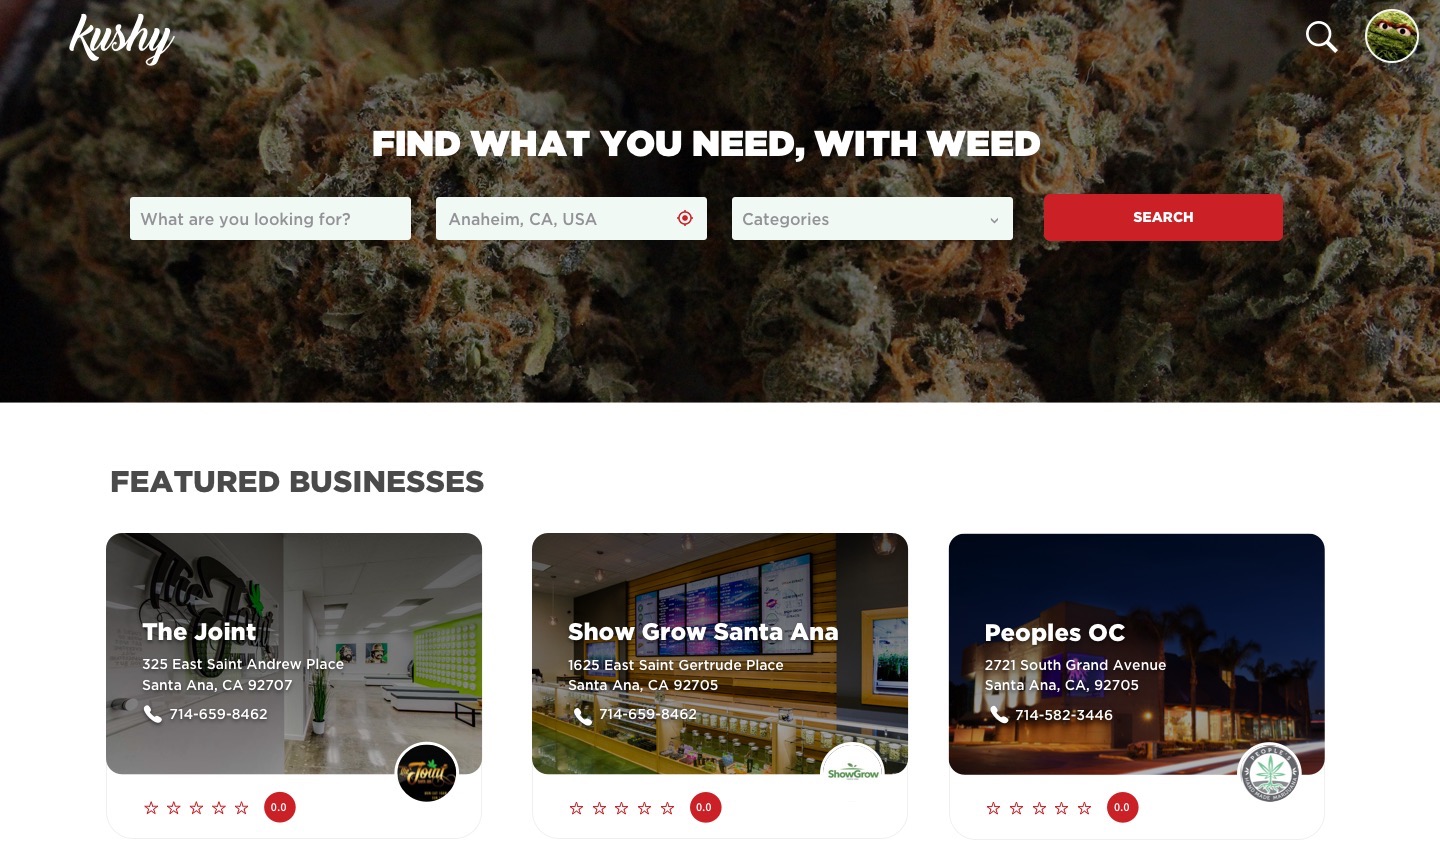 kushy
FIND WHAT YOU NEED, WITH WEED
What are you looking for?
Anaheim, CA, USA
Categories
SEARCH
FEATURED BUSINESSES
The Joint
325 East Saint Andrew Place
Santa Ana, CA 92707
714-659-8462
0.0
Show Grow Santa Ana
1625 East Saint Gertrude Place
Santa Ana, CA 92705
714-659-8462
ShowGrow
0.0
Peoples OC
2721 South Grand Avenue
Santa Ana, CA, 92705
714-582-3446
PEOPLE'S
0.0